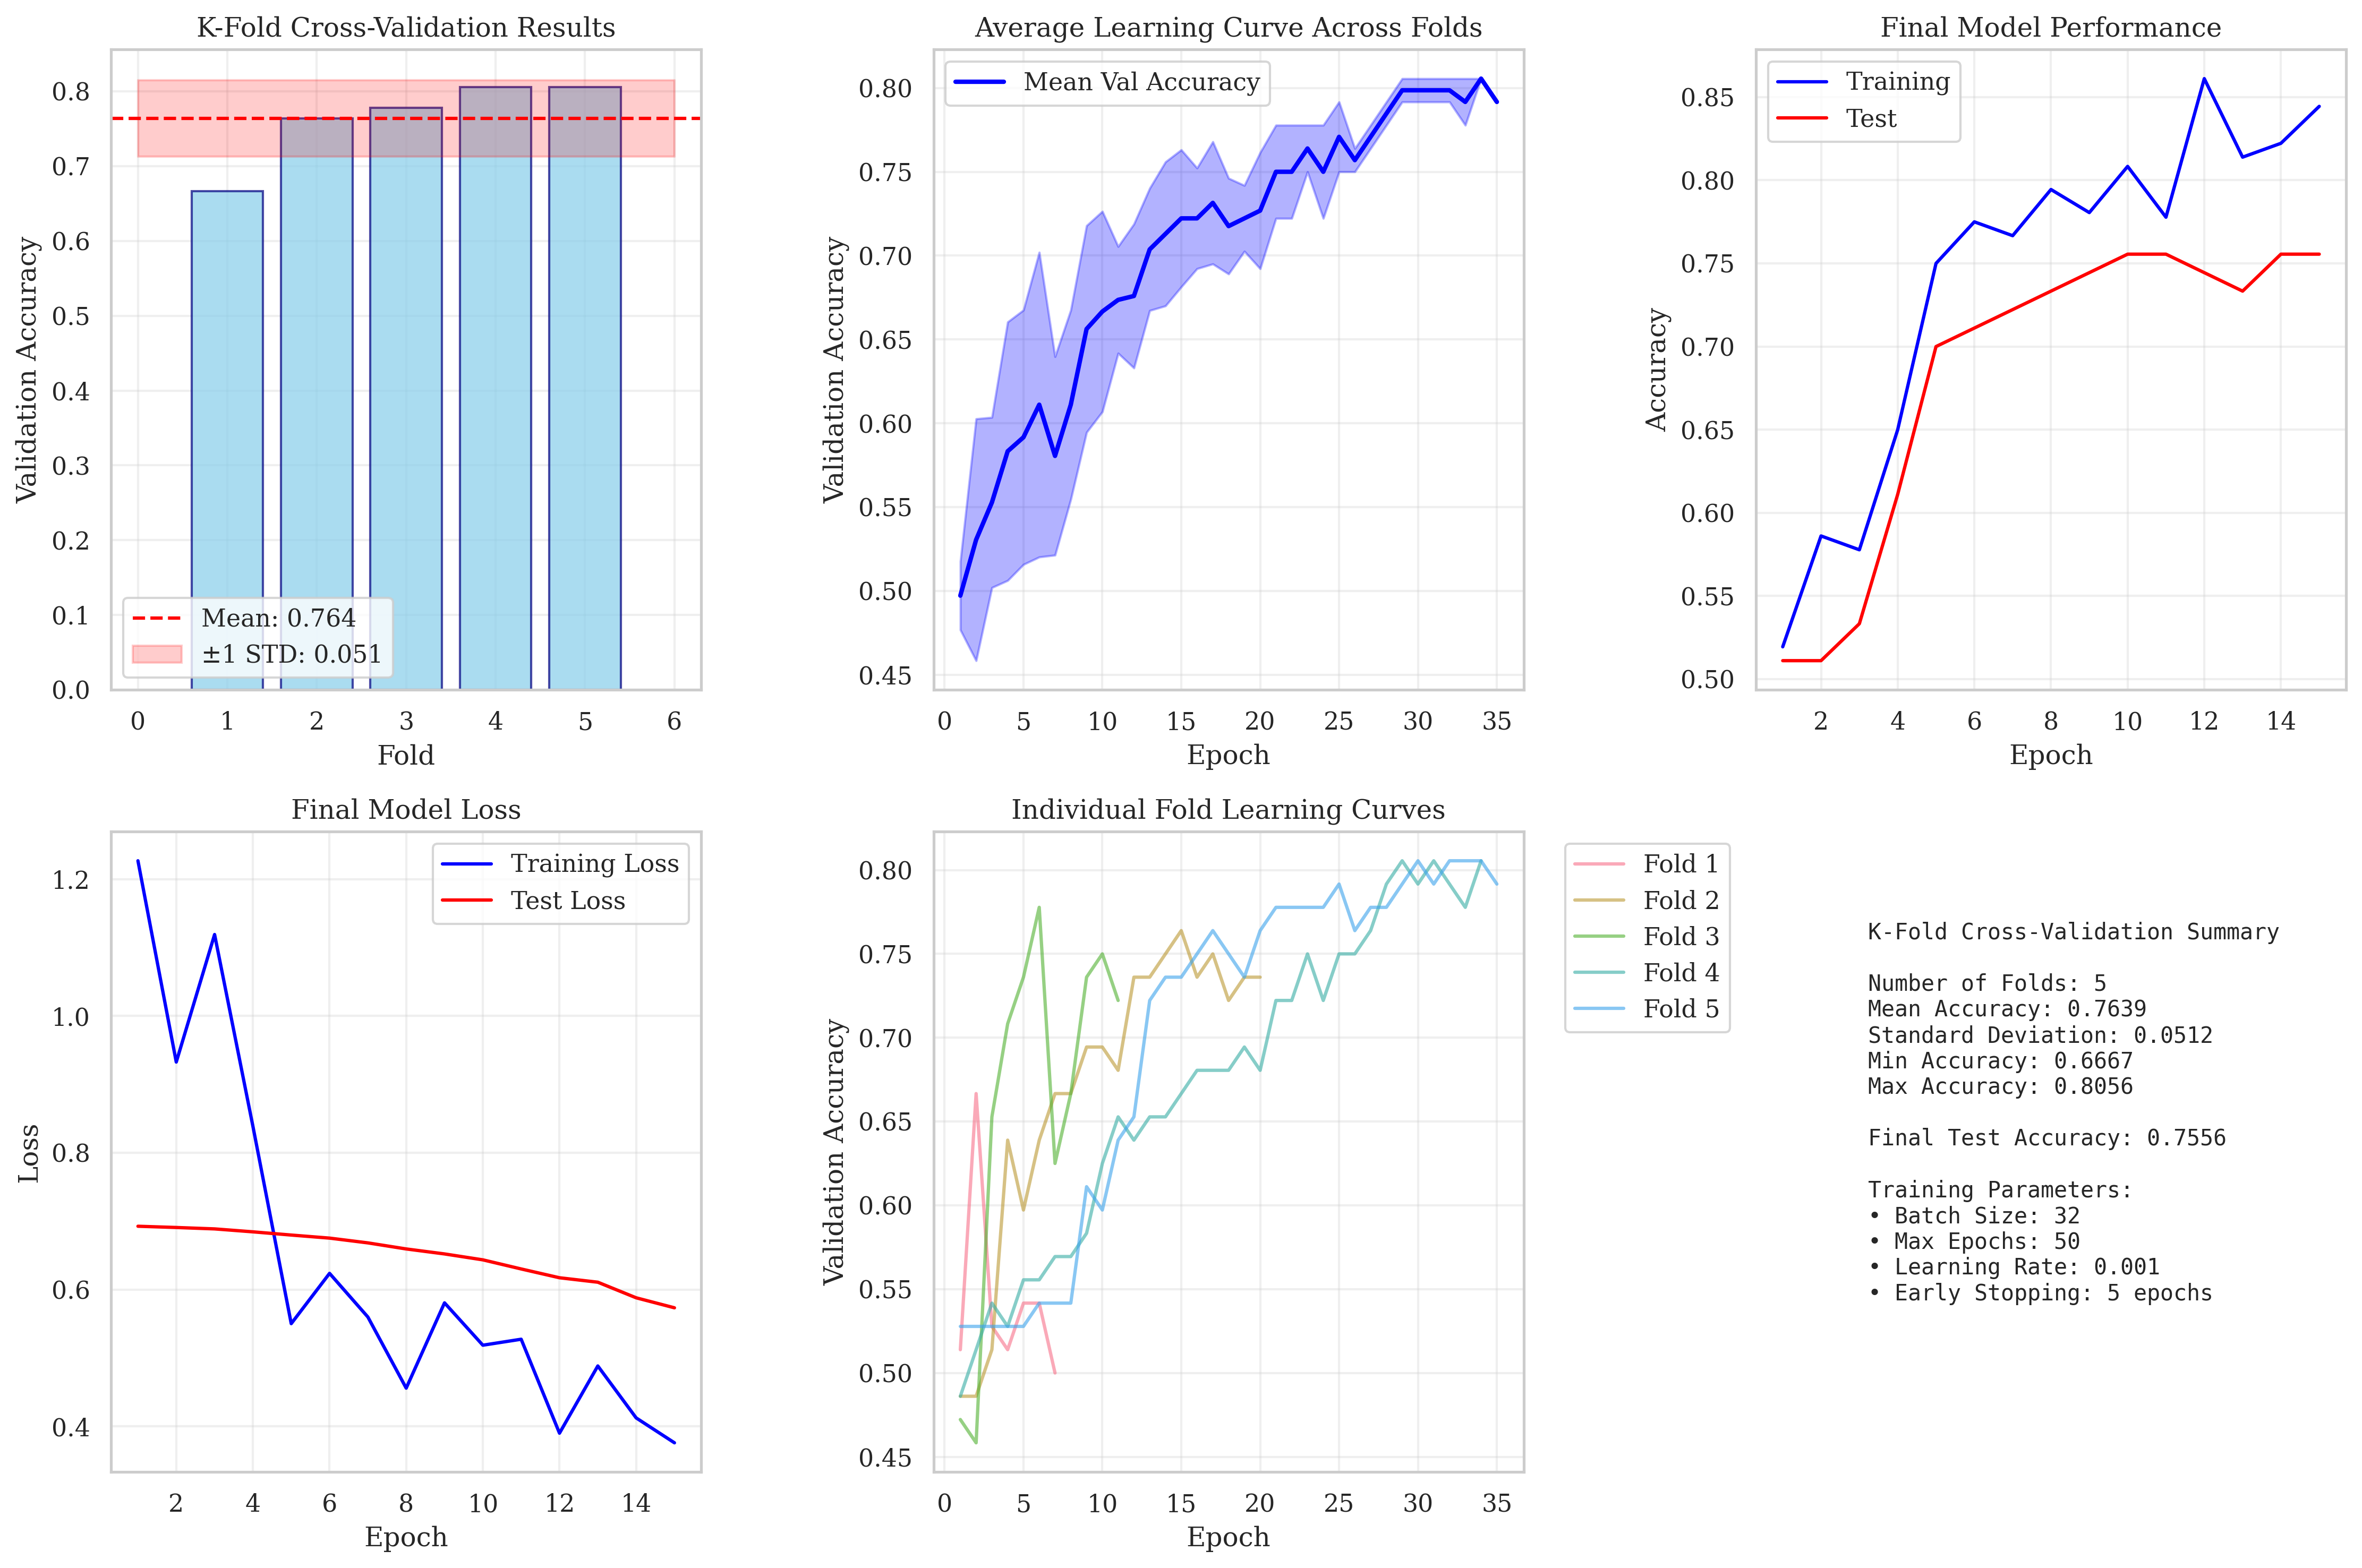 K-Fold Cross-Validation Results
Validation Accuracy
0.8
0.7
0.6
0.5
0.4
0.3
0.2
0.1
0.0
Mean: 0.764
±1 STD: 0.051
0 1 2 3 4 5 6
Fold
Average Learning Curve Across Folds
Mean Val Accuracy
Validation Accuracy
0.80
0.75
0.70
0.65
0.60
0.55
0.50
0.45
0 5 10 15 20 25 30 35
Epoch
Final Model Performance
Training
Test
Accuracy
0.85
0.80
0.75
0.70
0.65
0.60
0.55
0.50
2 4 6 8 10 12 14
Epoch
Final Model Loss
Training Loss
Test Loss
Loss
1.2
1.0
0.8
0.6
0.4
2 4 6 8 10 12 14
Epoch
Individual Fold Learning Curves
Validation Accuracy
0.80
0.75
0.70
0.65
0.60
0.55
0.50
0.45
0 5 10 15 20 25 30 35
Epoch
Fold 1
Fold 2
Fold 3
Fold 4
Fold 5
K-Fold Cross-Validation Summary
Number of Folds: 5
Mean Accuracy: 0.7639
Standard Deviation: 0.0512
Min Accuracy: 0.6667
Max Accuracy: 0.8056
Final Test Accuracy: 0.7556
Training Parameters:
• Batch Size: 32
• Max Epochs: 50
• Learning Rate: 0.001
• Early Stopping: 5 epochs